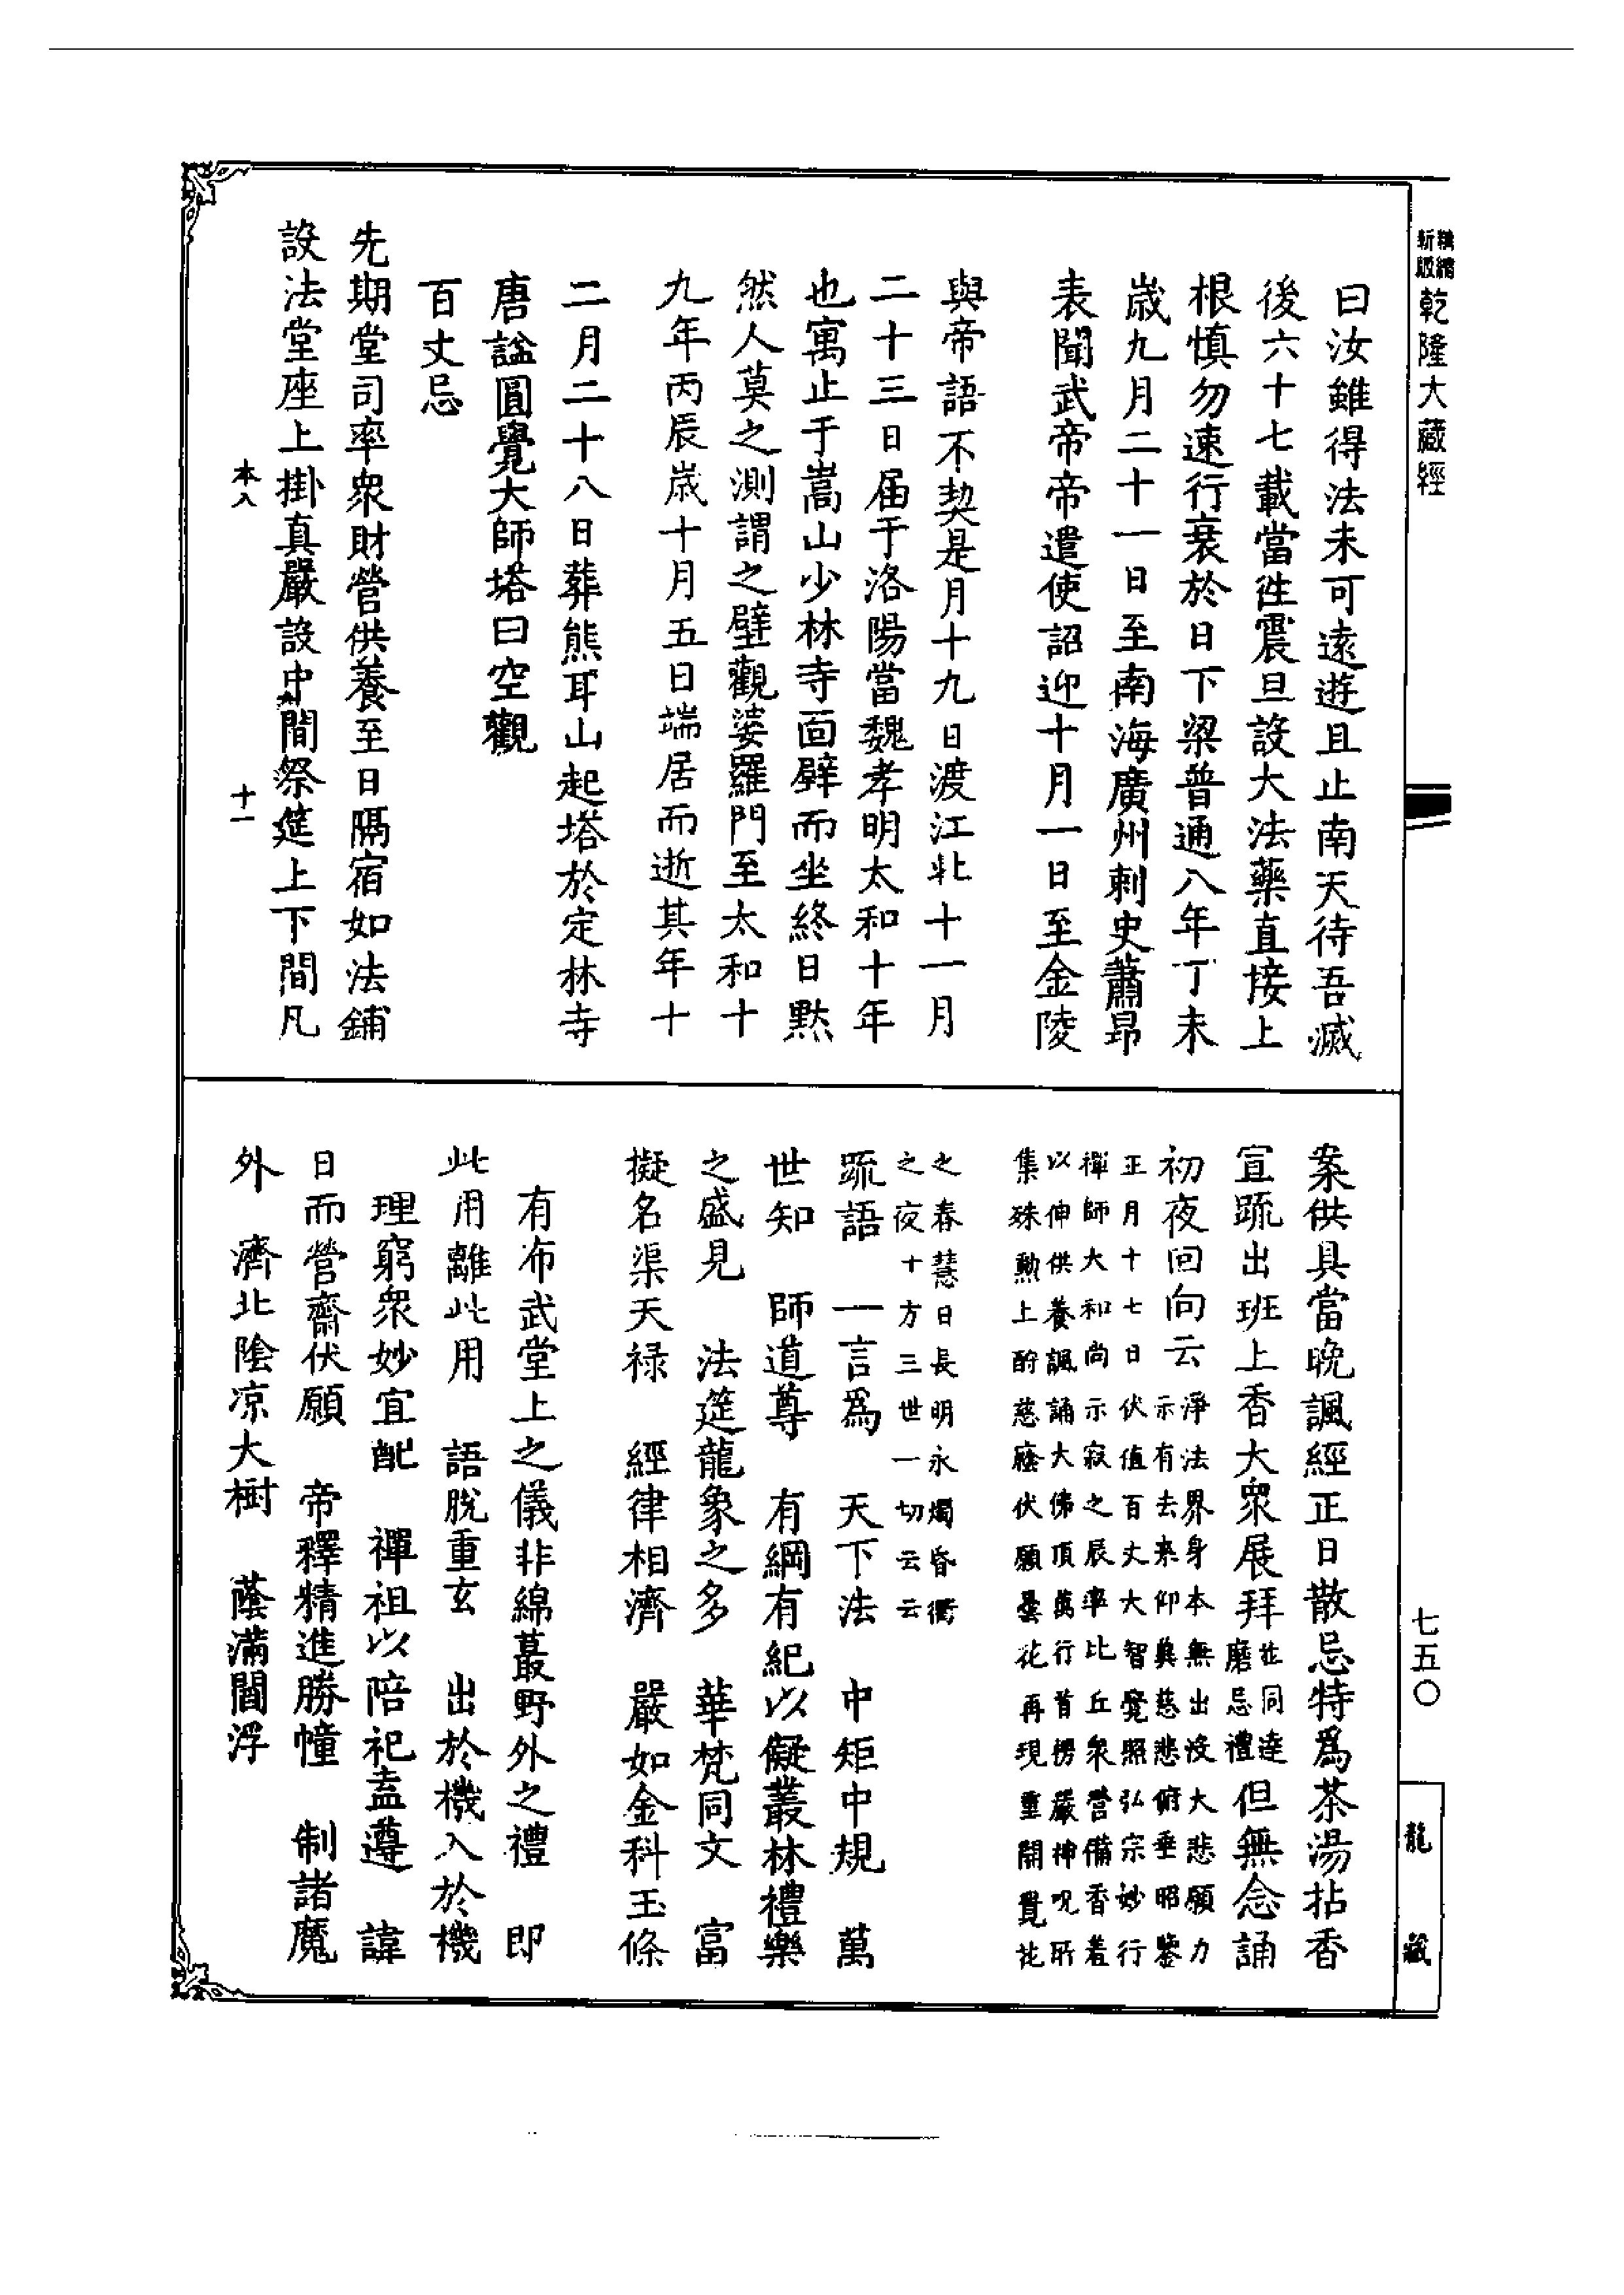 精縮
新版
乾隆大藏經
七五〇
龍藏
曰汝雖得法未可遠遊且止南天待吾滅
後六十七載當往震旦設大法藥直接上
根慎勿速行衰於日下梁普通八年丁未
歲九月二十一日至南海廣州刺史蕭昂
表聞武帝帝遣使詔迎十月一日至金陵
與帝語不契是月十九日渡江北十一月
二十三日届于洛陽當魏孝明太和十年
也寓止于嵩山少林寺面壁而坐終日黙
然人莫之測謂之壁觀婆羅門至太和十
九年丙辰歲十月五日端居而逝其年十
二月二十八日葬熊耳山起塔於定林寺
唐諡圓覺大師塔曰空觀
百丈忌
先期堂司率衆財營供養至日隔宿如法鋪
設法堂座上掛真嚴設中間祭筵上下間凡
本入
十一
案供具當晚諷經正日散忌特爲茶湯拈香
宣疏出班上香大衆展拜並同達磨忌禮但無念誦
初夜回向云淨法界身本無出没大悲願力
示有去來仰冀慈悲俯垂昭鑒
正月十七日伏值百丈大智覺照弘宗妙行
禪師大和尚示寂之辰率比丘衆營備香羞
以伸供養諷誦大佛頂萬行首楞嚴神呪所
集殊勲上酧慈廕伏願曇花再現重開覺苑
之春慧日長明永燭昏衢
之夜十方三世一切云云
疏語 一言爲 天下法 中矩中規 萬
世知 師道尊 有綱有紀以儗叢林禮樂
之盛見 法筵龍象之多 華梵同文 富
擬名渠天禄 經律相濟 嚴如金科玉條
有布武堂上之儀非綿蕞野外之禮 即
此用離此用 語脱重玄 出於機入於機
理窮衆妙宜配 禪祖以陪祀盍遵 諱
日而營齋伏願 帝釋精進勝幢 制諸魔
外 濟北陰凉大樹 蔭滿閻浮